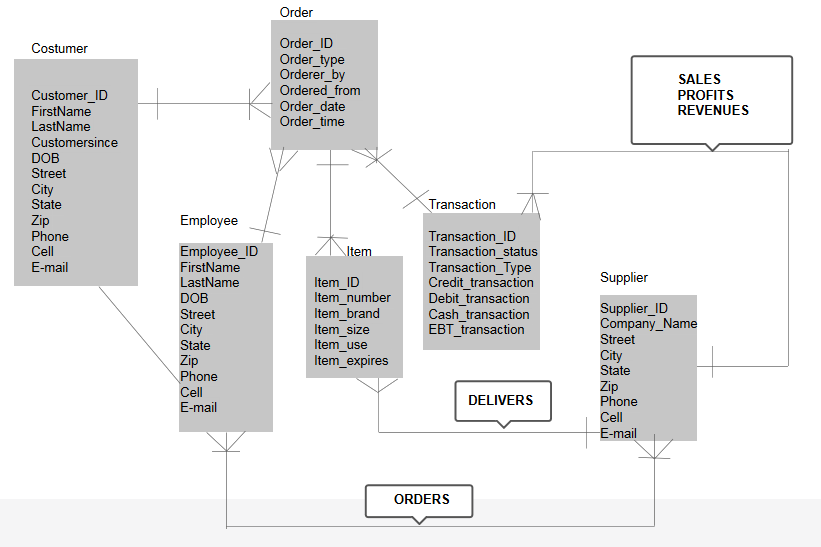 Order
Order_ID
Order_type
Orderer_by
Ordered_from
Order_date
Order_time
Costumer
Customer_ID
FirstName
LastName
Customersince
DOB
Street
City
State
Zip
Phone
Cell
E-mail
SALES
PROFITS
REVENUES
Employee
Employee_ID
FirstName
LastName
DOB
Street
City
State
Zip
Phone
Cell
E-mail
Item
Item_ID
Item_number
Item_brand
Item_size
Item_use
Item_expires
Transaction
Transaction_ID
Transaction_status
Transaction_Type
Credit_transaction
Debit_transaction
Cash_transaction
EBT_transaction
Supplier
Supplier_ID
Company_Name
Street
City
State
Zip
Phone
Cell
E-mail
DELIVERS
ORDERS